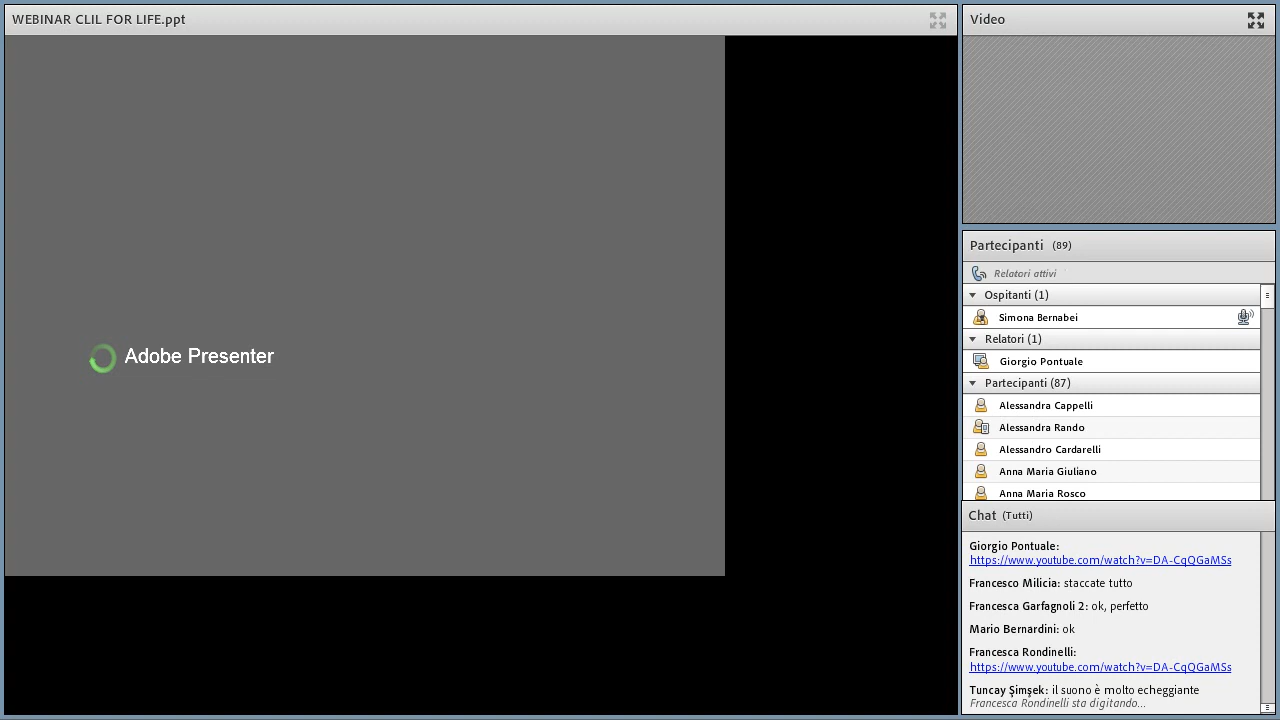 WEBINAR CLIL FOR LIFE.ppt
Adobe Presenter
Video
Partecipanti (89)
Relatori attivi
Ospitanti (1)
Simona Bernabei
Relatori (1)
Giorgio Pontuale
Partecipanti (87)
Alessandra Cappelli
Alessandra Rando
Alessandro Cardarelli
Anna Maria Giuliano
Anna Maria Rosco
Chat (Tutti)
Giorgio Pontuale:
https://www.youtube.com/watch?v=DA-CqQGaMSs
Francesco Milicia: staccate tutto
Francesca Garfagnoli 2: ok, perfetto
Mario Bernardini: ok
Francesca Rondinelli:
https://www.youtube.com/watch?v=DA-CqQGaMSs
Tuncay Şimşek: il suono è molto echeggiante
Francesca Rondinelli sta digitando...